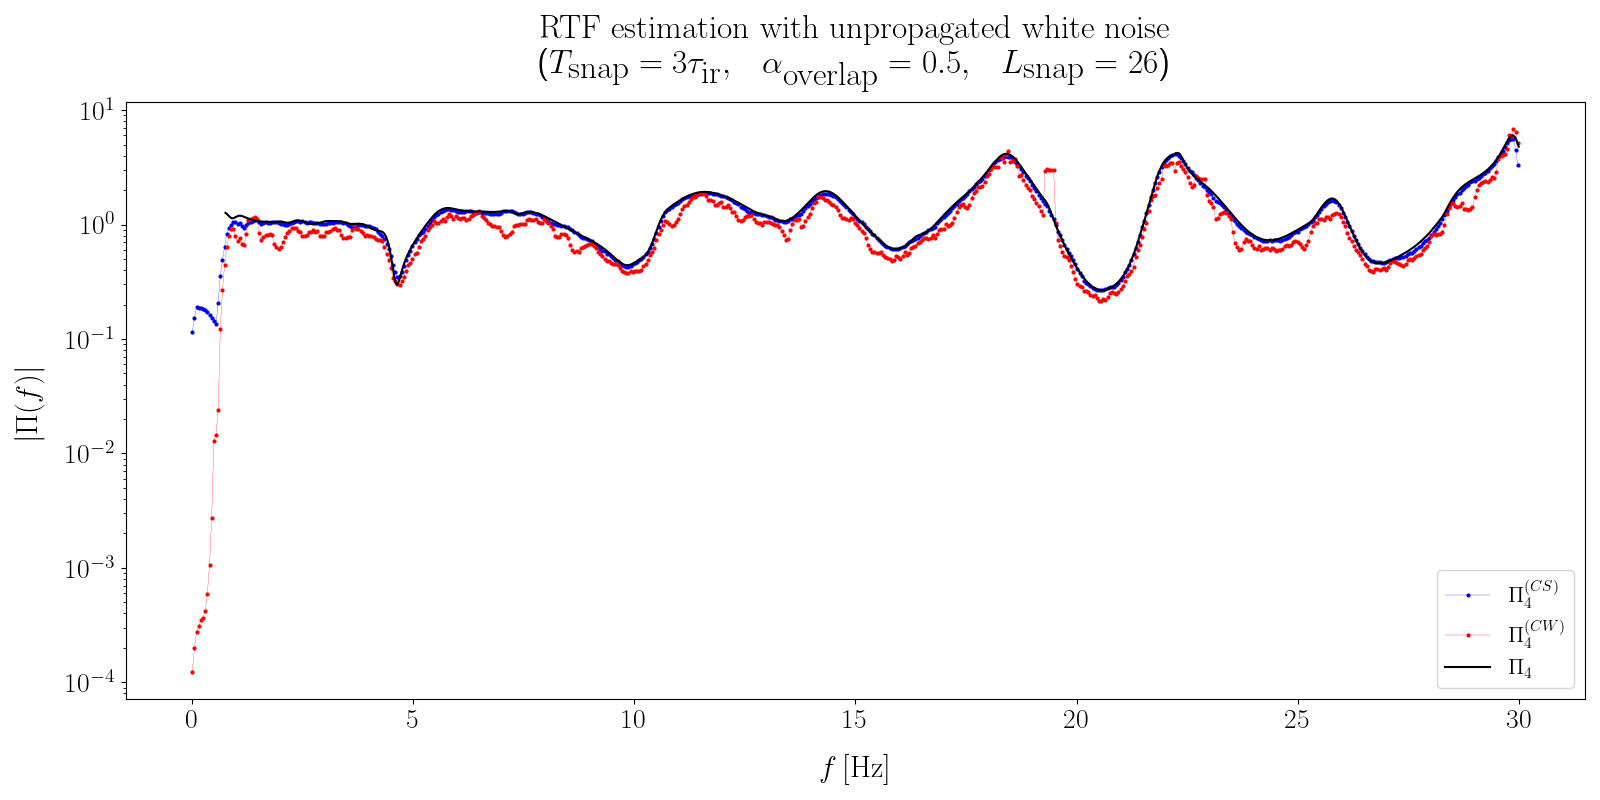 RTF estimation with unpropagated white noise
(T_snap = 3τ_ir, α_overlap = 0.5, L_snap = 26)
10^1
10^0
10^−1
10^−2
10^−3
10^−4
|Π(f)|
0 5 10 15 20 25 30
f [Hz]
Π_4^(CS)
Π_4^(CW)
Π_4